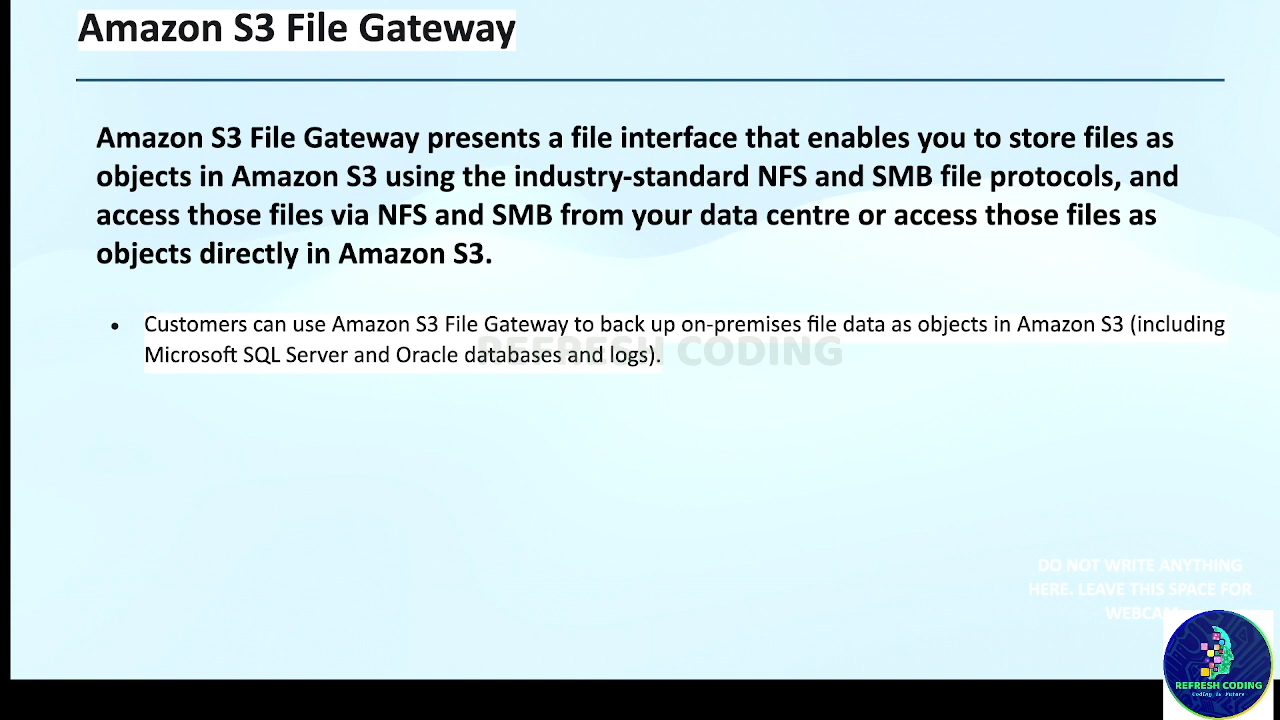 Amazon S3 File Gateway
Amazon S3 File Gateway presents a file interface that enables you to store files as
objects in Amazon S3 using the industry-standard NFS and SMB file protocols, and
access those files via NFS and SMB from your data centre or access those files as
objects directly in Amazon S3.
• Customers can use Amazon S3 File Gateway to back up on-premises file data as objects in Amazon S3 (including
Microsoft SQL Server and Oracle databases and logs).
REFRESH CODING
DO NOT WRITE ANYTHING
HERE. LEAVE THIS SPACE FOR
WEBCAM
REFRESH CODING
Coding Is Future